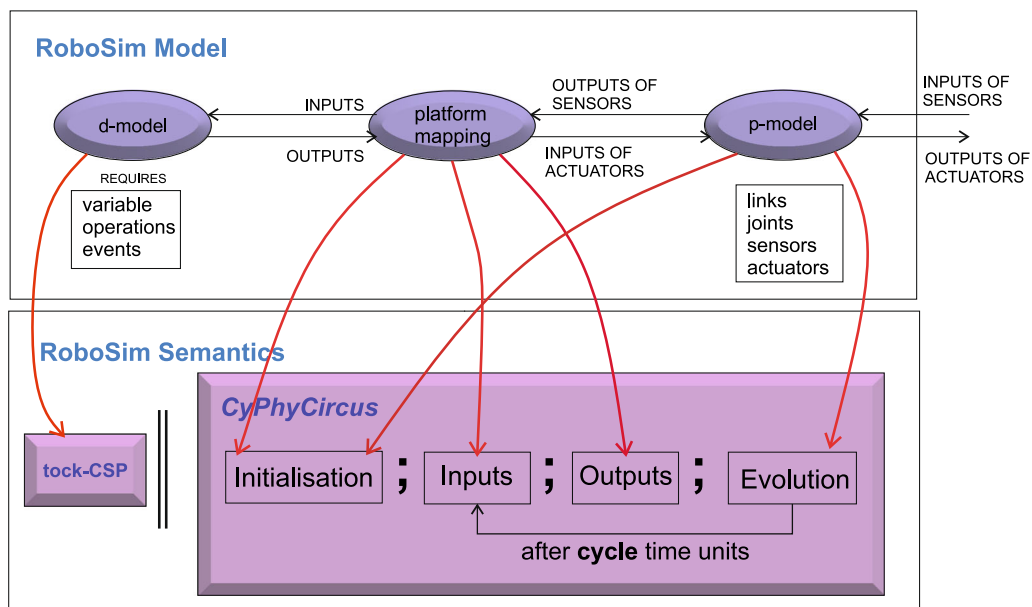 RoboSim Model
d-model
INPUTS
OUTPUTS
platform
mapping
OUTPUTS OF
SENSORS
INPUTS OF
ACTUATORS
p-model
INPUTS OF
SENSORS
OUTPUTS OF
ACTUATORS
REQUIRES
variable
operations
events
links
joints
sensors
actuators
RoboSim Semantics
CyPhyCircus
tock-CSP
Initialisation ; Inputs ; Outputs ; Evolution
after cycle time units